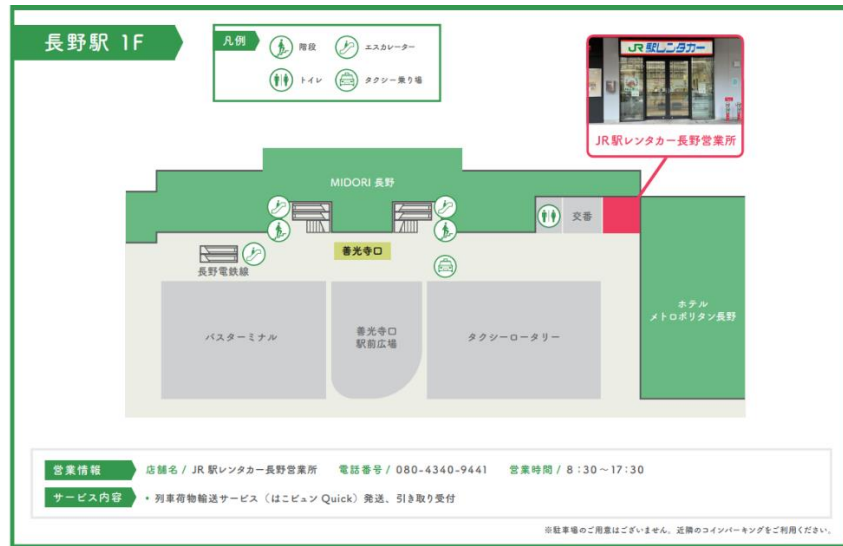 長野駅 1F
凡例
階段
エスカレーター
トイレ
タクシー乗り場
JR 駅レンタカー
JR 駅レンタカー長野営業所
MIDORI 長野
交番
善光寺口
長野電鉄線
ホテル
メトロポリタン長野
バスターミナル
善光寺口
駅前広場
タクシーロータリー
営業情報 店舗名 / JR 駅レンタカー長野営業所 電話番号 / 080-4340-9441 営業時間 / 8:30～17:30
サービス内容 ・列車荷物輸送サービス（はこビュン Quick）発送、引き取り受付
※駐車場のご用意はございません。近隣のコインパーキングをご利用ください。